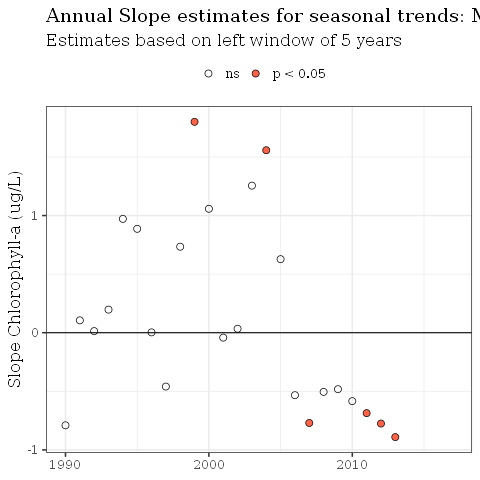 Annual Slope estimates for seasonal trends:
Estimates based on left window of 5 years
ns p < 0.05
Slope Chlorophyll-a (ug/L)
1
0
-1
1990 2000 2010